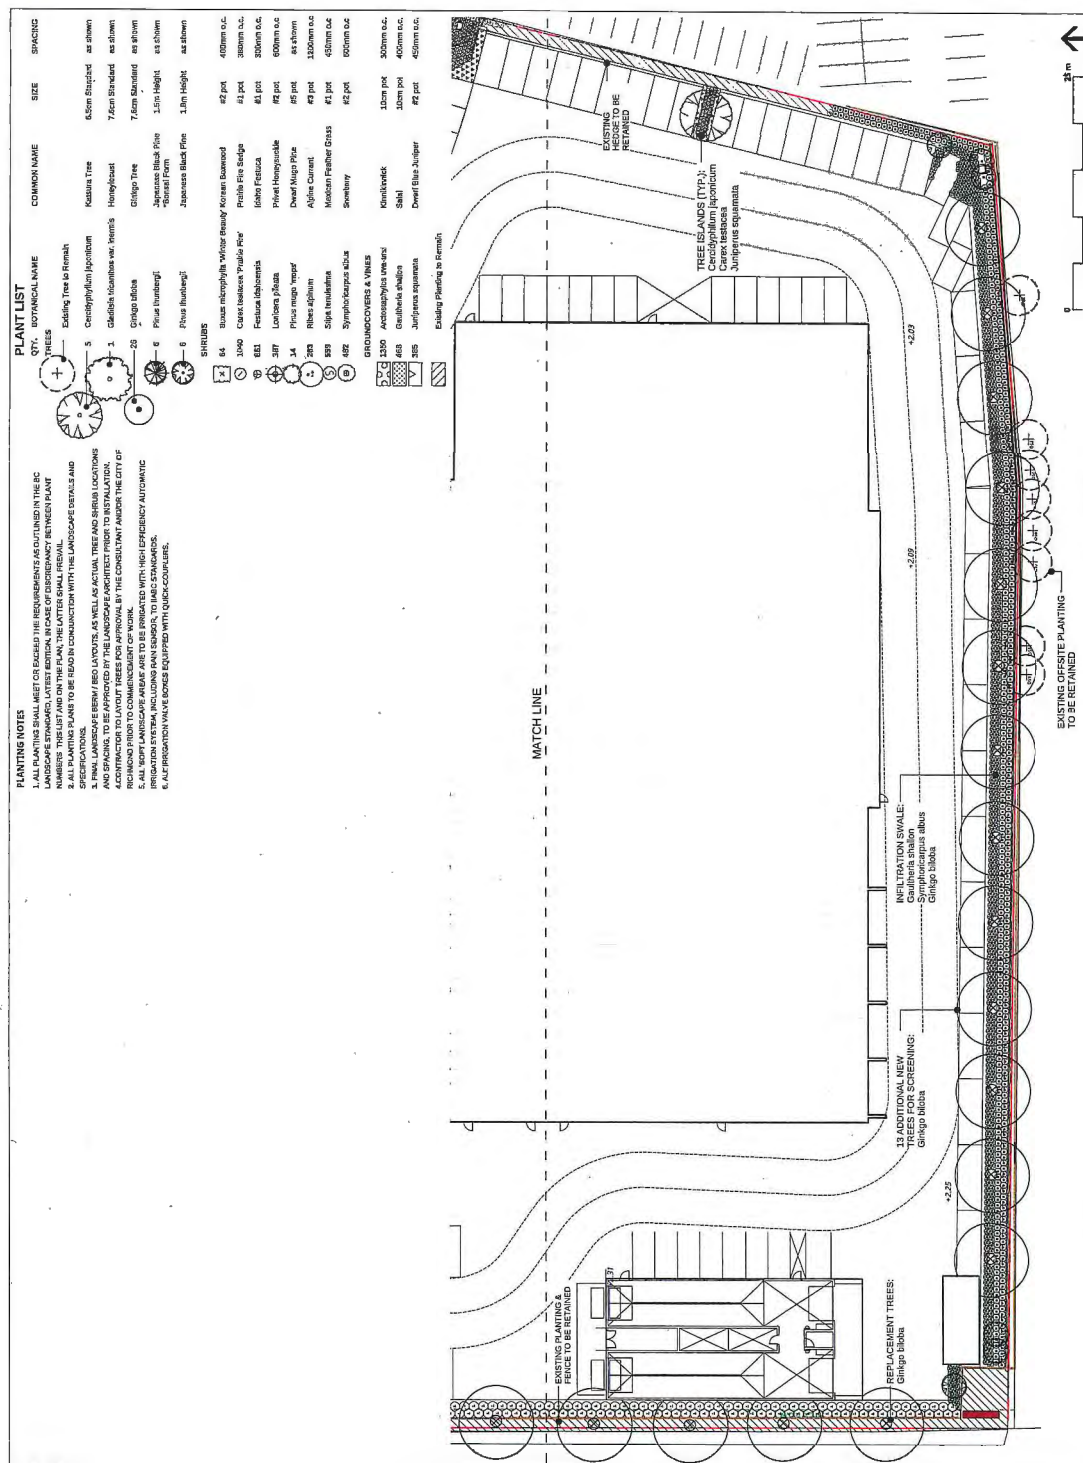 PLANT LIST
QTY. BOTANICAL NAME COMMON NAME SIZE SPACING
TREES
Existing Tree to Remain
5 Cercidiphyllum japonicum Katsura Tree 6.5cm Standard as shown
1 Gleditsia tricanthos var. inermis Honeylocust 7.6cm Standard as shown
Ginkgo biloba Ginkgo Tree 7.6cm Standard as shown
6 Pinus thunbergii Japanese Black Pine 1.5m Height as shown
"Bonsai Form
6 Pinus thunbergii Japanese Black Pine 1.8m Height as shown
SHRUBS
64 Buxus microphylla 'Winter Beauty' Korean Boxwood #2 pot
1040 Carex testacea 'Prairie Fire' Prairie Fire Sedge #1 pot
Festuca idahoensis Idaho Festuca #1 pot 300mm o.c.
387 Lonicera pileata Privet Honeysuckle #2 pot 600mm o.c
14 Pinus mugo 'mops' Dwarf Mugo Pine #5 pot as shown
283 Ribes alpinum Alpine Currant #3 pot 1200mm o.c
Stipa tenuissima Mexican Feather Grass #1 pot 450mm o.c
482 Symphoricarpus albus Snowberry #2 pot 600mm o.c
GROUNDCOVERS & VINES
1350 Arctostaphylos uva-ursi Kinnikinnick 10cm pot 300mm o.c.
468 Gaultheria shallon Salal 10cm pot
385 Juniperus squamata Dwarf Blue Juniper #2 pot 450mm o.c.
Existing Planting to Remain
PLANTING NOTES
1. ALL PLANTING SHALL MEET OR EXCEED THE REQUIREMENTS AS OUTLINED IN THE BC
LANDSCAPE STANDARD, LATEST EDITION. IN CASE OF DISCREPANCY BETWEEN PLANT
NUMBERS THIS LIST AND ON THE PLAN, THE LATTER SHALL PREVAIL.
2. ALL PLANTING PLANS TO BE READ IN CONJUNCTION WITH THE LANDSCAPE DETAILS AND
SPECIFICATIONS.
3. FINAL LANDSCAPE BERM / BED LAYOUTS, AS WELL AS ACTUAL TREE AND SHRUB LOCATIONS
AND SPACING, TO BE APPROVED BY THE LANDSCAPE ARCHITECT PRIOR TO INSTALLATION.
4. CONTRACTOR TO LAYOUT TREES FOR APPROVAL BY THE CONSULTANT AND/OR THE CITY OF
RICHMOND PRIOR TO COMMENCEMENT OF WORK.
5. ALL 'SOFT LANDSCAPE AREAS' ARE TO BE IRRIGATED WITH HIGH EFFICIENCY AUTOMATIC
IRRIGATION SYSTEM, INCLUDING RAIN SENSOR, TO IIABC STANDARDS.
6. ALL IRRIGATION VALVE BOXES EQUIPPED WITH QUICK-COUPLERS.
EXISTING
HEDGE TO BE
RETAINED
TREE ISLANDS (TYP.):
Cercidyphillum japonicum
Carex testacea
Juniperus squamata
+2.03
+2.09
MATCH LINE
INFILTRATION SWALE:
Gaultheria shallon
Symphoricarpus albus
Ginkgo biloba
13 ADDITIONAL NEW
TREES FOR SCREENING:
Ginkgo biloba
+2.25
EXISTING PLANTING &
FENCE TO BE RETAINED
REPLACEMENT TREES:
Ginkgo biloba
EXISTING OFFSITE PLANTING
TO BE RETAINED
0
25 m